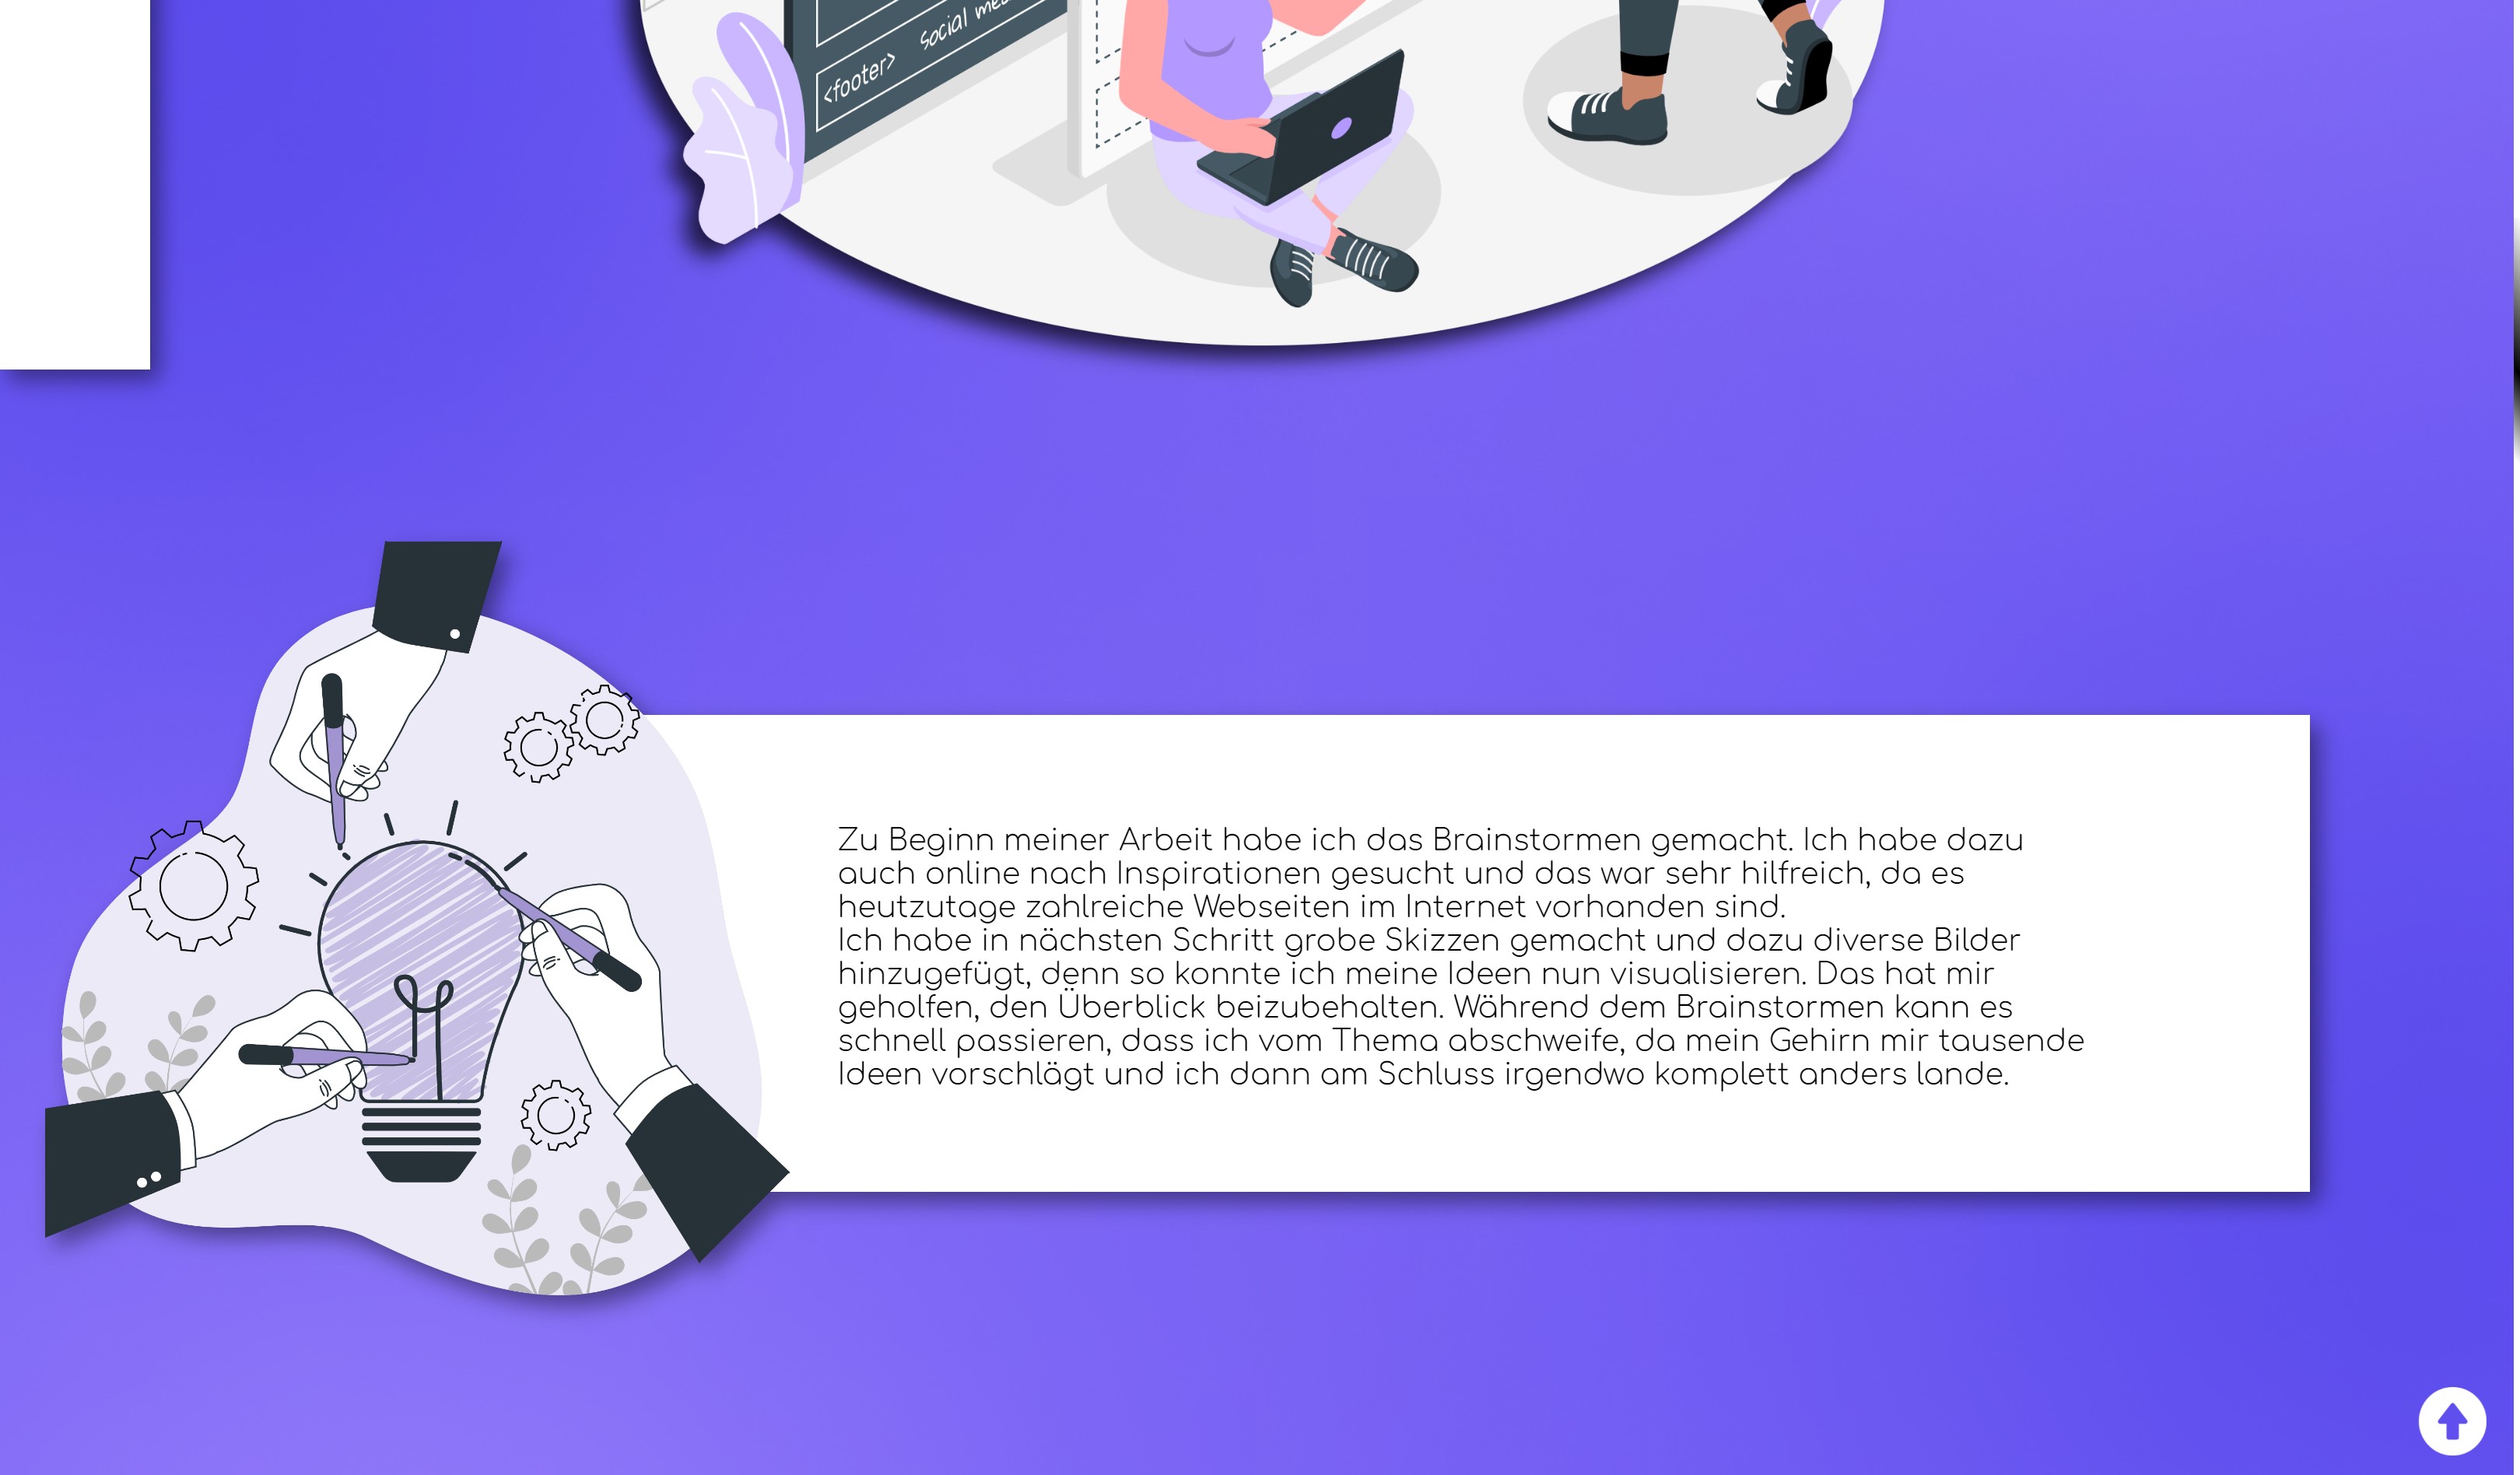 <footer>
social
Zu Beginn meiner Arbeit habe ich das Brainstormen gemacht. Ich habe dazu
auch online nach Inspirationen gesucht und das war sehr hilfreich, da es
heutzutage zahlreiche Webseiten im Internet vorhanden sind.
Ich habe in nächsten Schritt grobe Skizzen gemacht und dazu diverse Bilder
hinzugefügt, denn so konnte ich meine Ideen nun visualisieren. Das hat mir
geholfen, den Überblick beizubehalten. Während dem Brainstormen kann es
schnell passieren, dass ich vom Thema abschweife, da mein Gehirn mir tausende
Ideen vorschlägt und ich dann am Schluss irgendwo komplett anders lande.